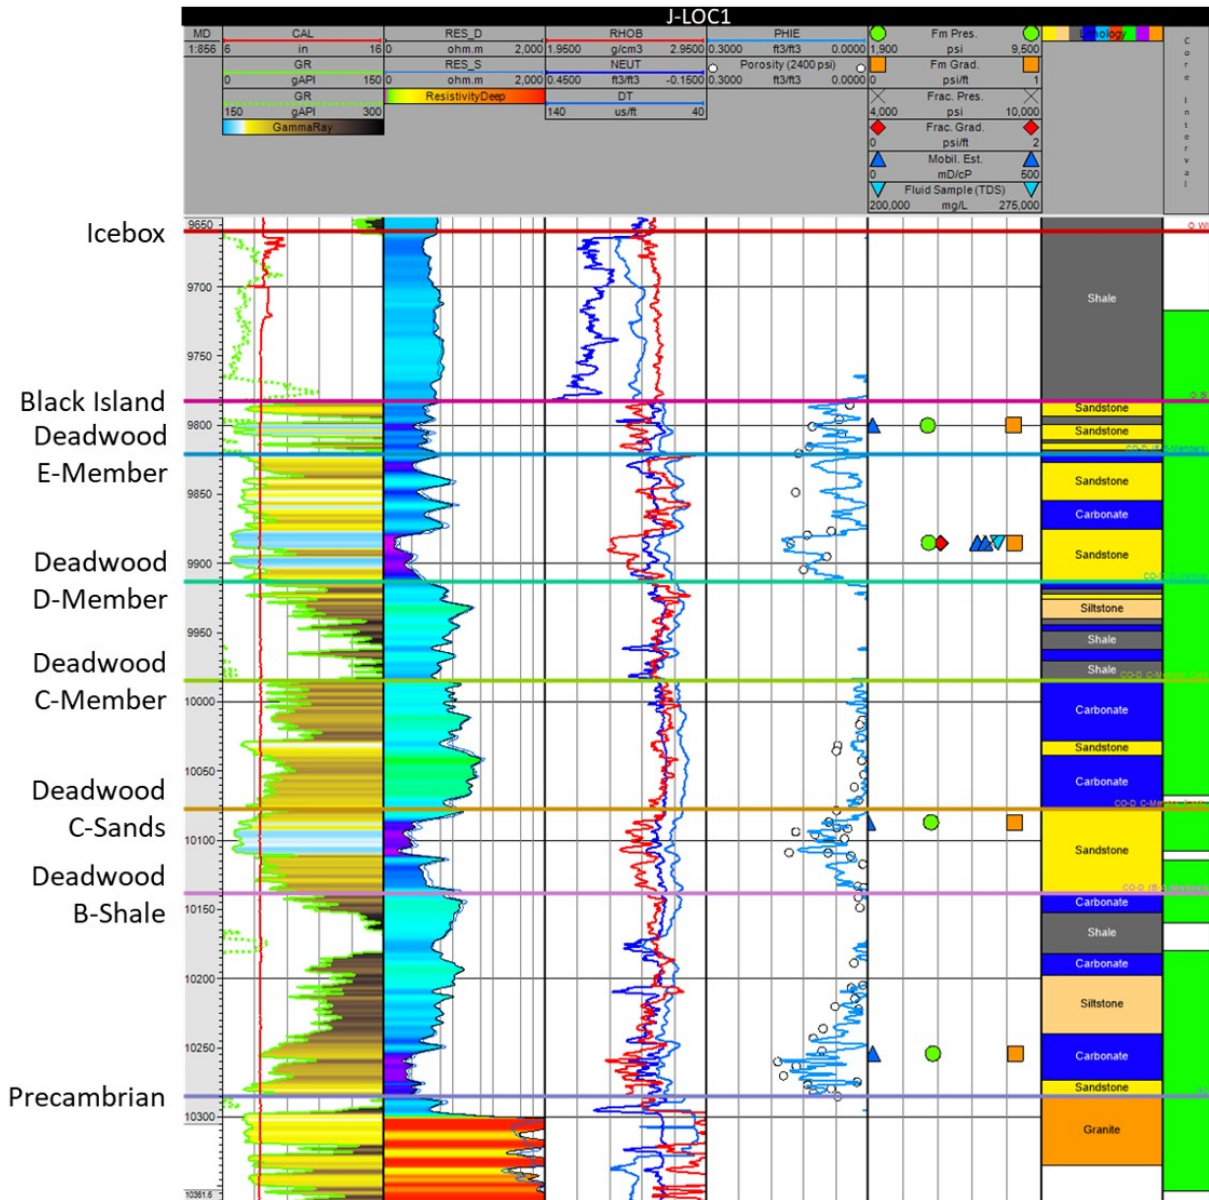 J-LOC1
MD CAL RES_D RHOB PHIE Fm Pres. Lithology Core Interval
1:856 6 in 16 0 ohm.m 2,000 1.9500 g/cm3 2.9500 0.3000 ft3/ft3 0.0000 1,900 psi 9,500
GR RES_S NEUT Porosity (2400 psi) Fm Grad.
0 gAPI 150 0 ohm.m 2,000 0.4500 ft3/ft3 -0.1500 0.3000 ft3/ft3 0.0000 0 psi/ft 1
GR ResistivityDeep DT Frac. Pres.
150 gAPI 300 140 us/ft 40 4,000 psi 10,000
GammaRay Frac. Grad.
0 psi/ft 2
Mobil. Est.
0 mD/cP 500
Fluid Sample (TDS)
200,000 mg/L 275,000
9650
Icebox
9700 Shale
9750
Black Island
Sandstone
9800 Sandstone
Deadwood
E-Member
9850 Sandstone
Carbonate
9900 Sandstone
Deadwood
D-Member
Siltstone
9950 Shale
Deadwood
Shale
C-Member
10000 Carbonate
Sandstone
10050 Carbonate
Deadwood
C-Sands
10100 Sandstone
Deadwood
B-Shale
Carbonate
10150
Shale
Carbonate
10200
Siltstone
10250
Carbonate
Sandstone
Precambrian
10300
Granite
10361.6